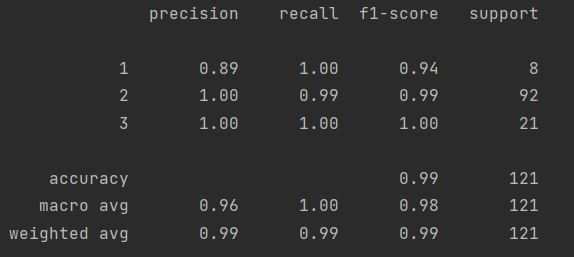 precision recall f1-score support
1 0.89 1.00 0.94 8
2 1.00 0.99 0.99 92
3 1.00 1.00 1.00 21
accuracy 0.99 121
macro avg 0.96 1.00 0.98 121
weighted avg 0.99 0.99 0.99 121